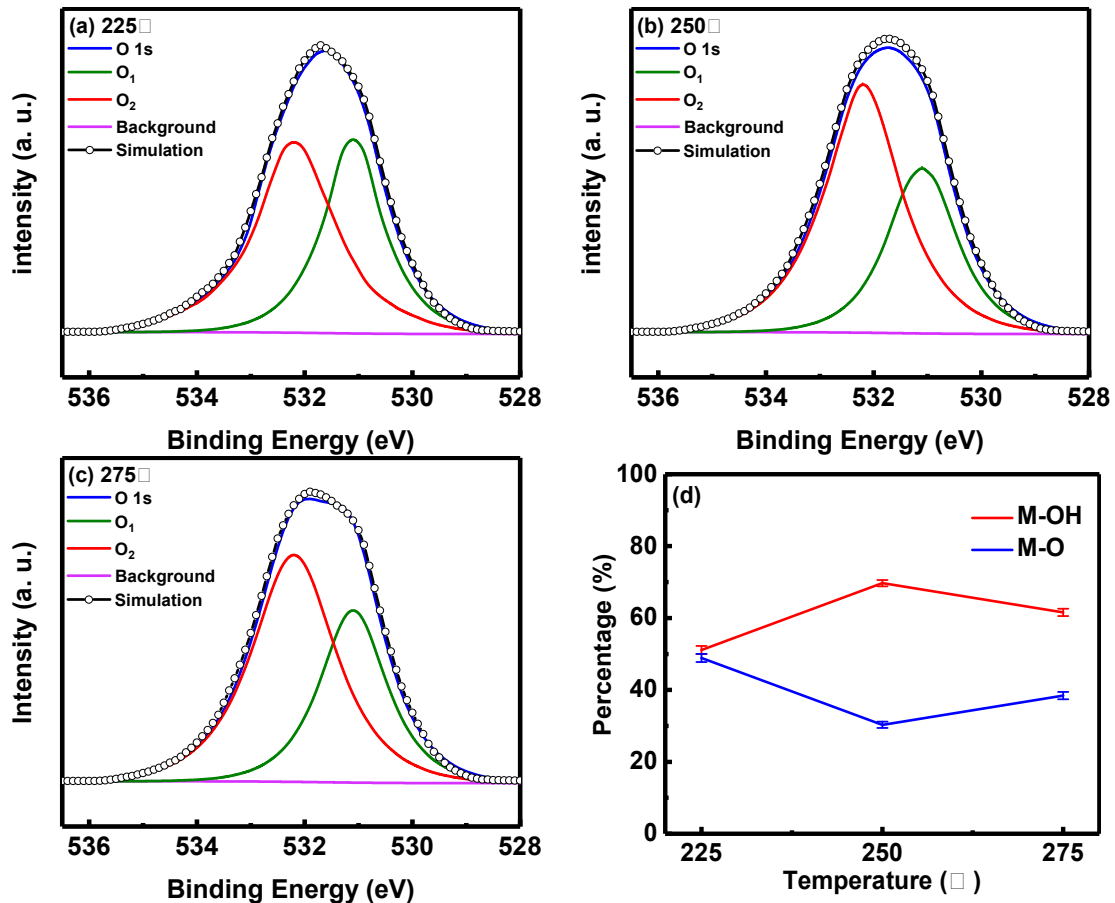 (a) 225□
O 1s
O₁
O₂
Background
Simulation
intensity (a. u.)
536 534 532 530 528
Binding Energy (eV)
(b) 250□
O 1s
O₁
O₂
Background
Simulation
intensity (a. u.)
536 534 532 530 528
Binding Energy (eV)
(c) 275□
O 1s
O₁
O₂
Background
Simulation
Intensity (a. u.)
536 534 532 530 528
Binding Energy (eV)
(d)
M-OH
M-O
Percentage (%)
100
80
60
40
20
0
225 250 275
Temperature (□ )